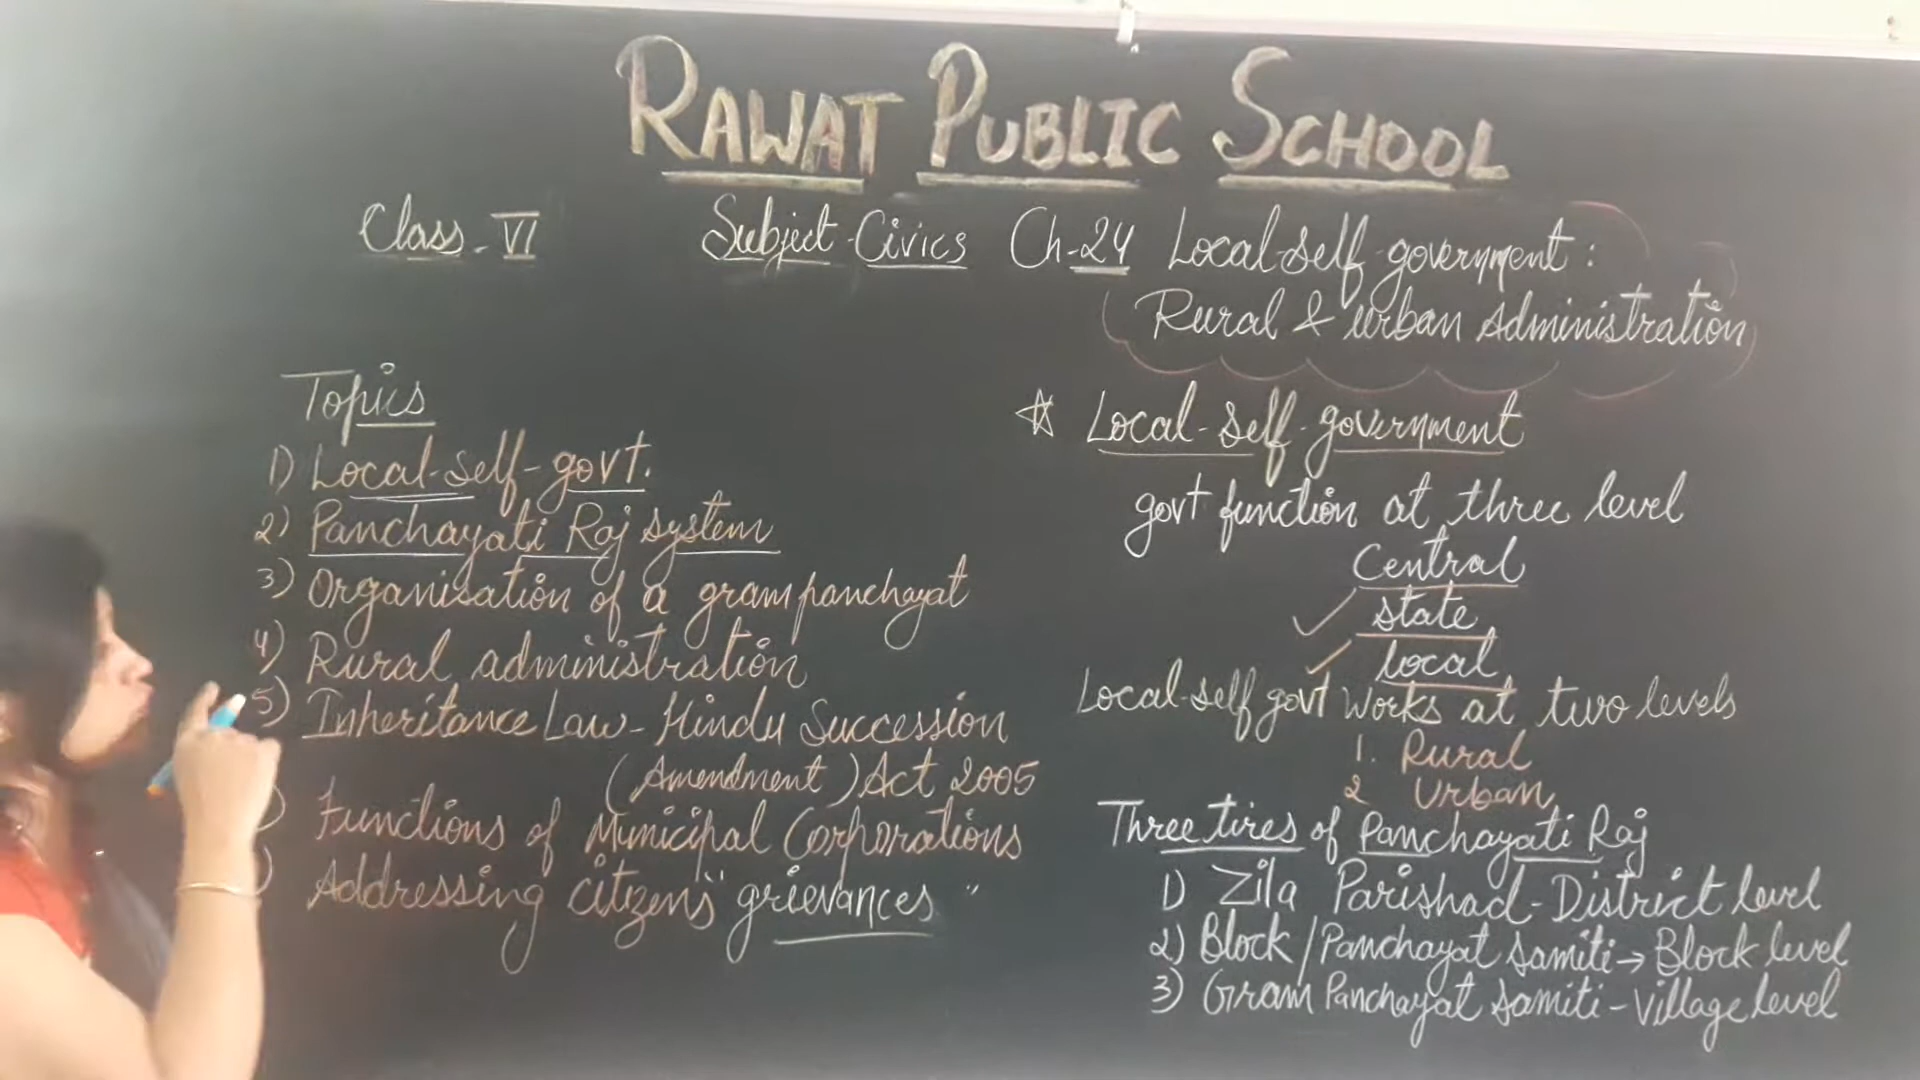 RAWAT PUBLIC SCHOOL
Class - VI Subject - Civics Ch-24 Local-self-government :
Rural & urban Administration
Topics
1) Local-self-govt.
2) Panchayati Raj system
3) Organisation of a gram panchayat
4) Rural administration
5) Inheritance Law - Hindu Succession
(Amendment) Act 2005
) Functions of Municipal Corporations
) Addressing citizen's "grievances"
☆ Local-self-government
govt function at three level
Central
✓ state
✓ local
Local-self govt works at two levels
1. Rural
2 Urban
Three tires of Panchayati Raj
1) Zila Parishad - District level
2) Block / Panchayat samiti → Block level
3) Gram Panchayat samiti - village level